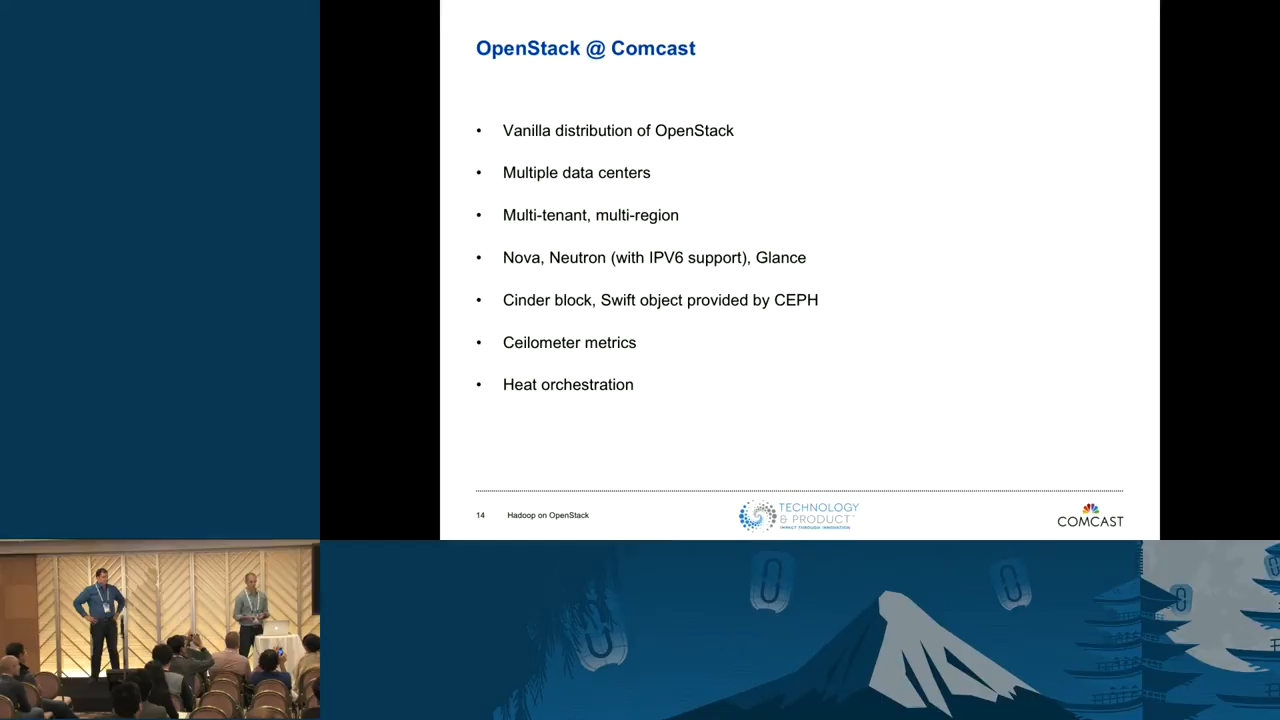 OpenStack @ Comcast
• Vanilla distribution of OpenStack
• Multiple data centers
• Multi-tenant, multi-region
• Nova, Neutron (with IPV6 support), Glance
• Cinder block, Swift object provided by CEPH
• Ceilometer metrics
• Heat orchestration
14 Hadoop on OpenStack
TECHNOLOGY
& PRODUCT™
IMPACT THROUGH INNOVATION
COMCAST